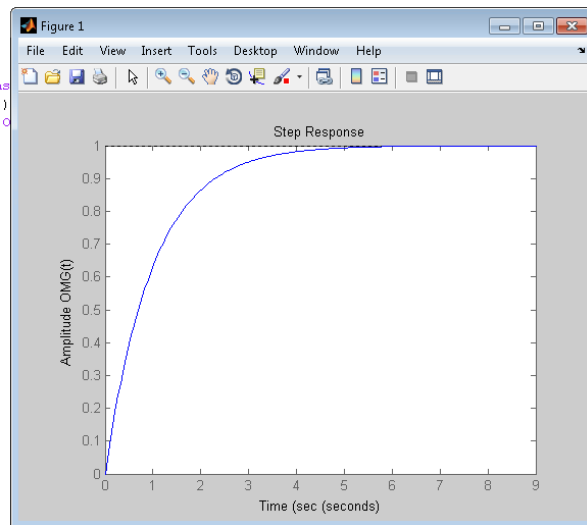 Figure 1
File Edit View Insert Tools Desktop Window Help
as
)
o
Step Response
1
0.9
0.8
0.7
0.6
0.5
0.4
0.3
0.2
0.1
0
Amplitude OMG(t)
0 1 2 3 4 5 6 7 8 9
Time (sec (seconds)